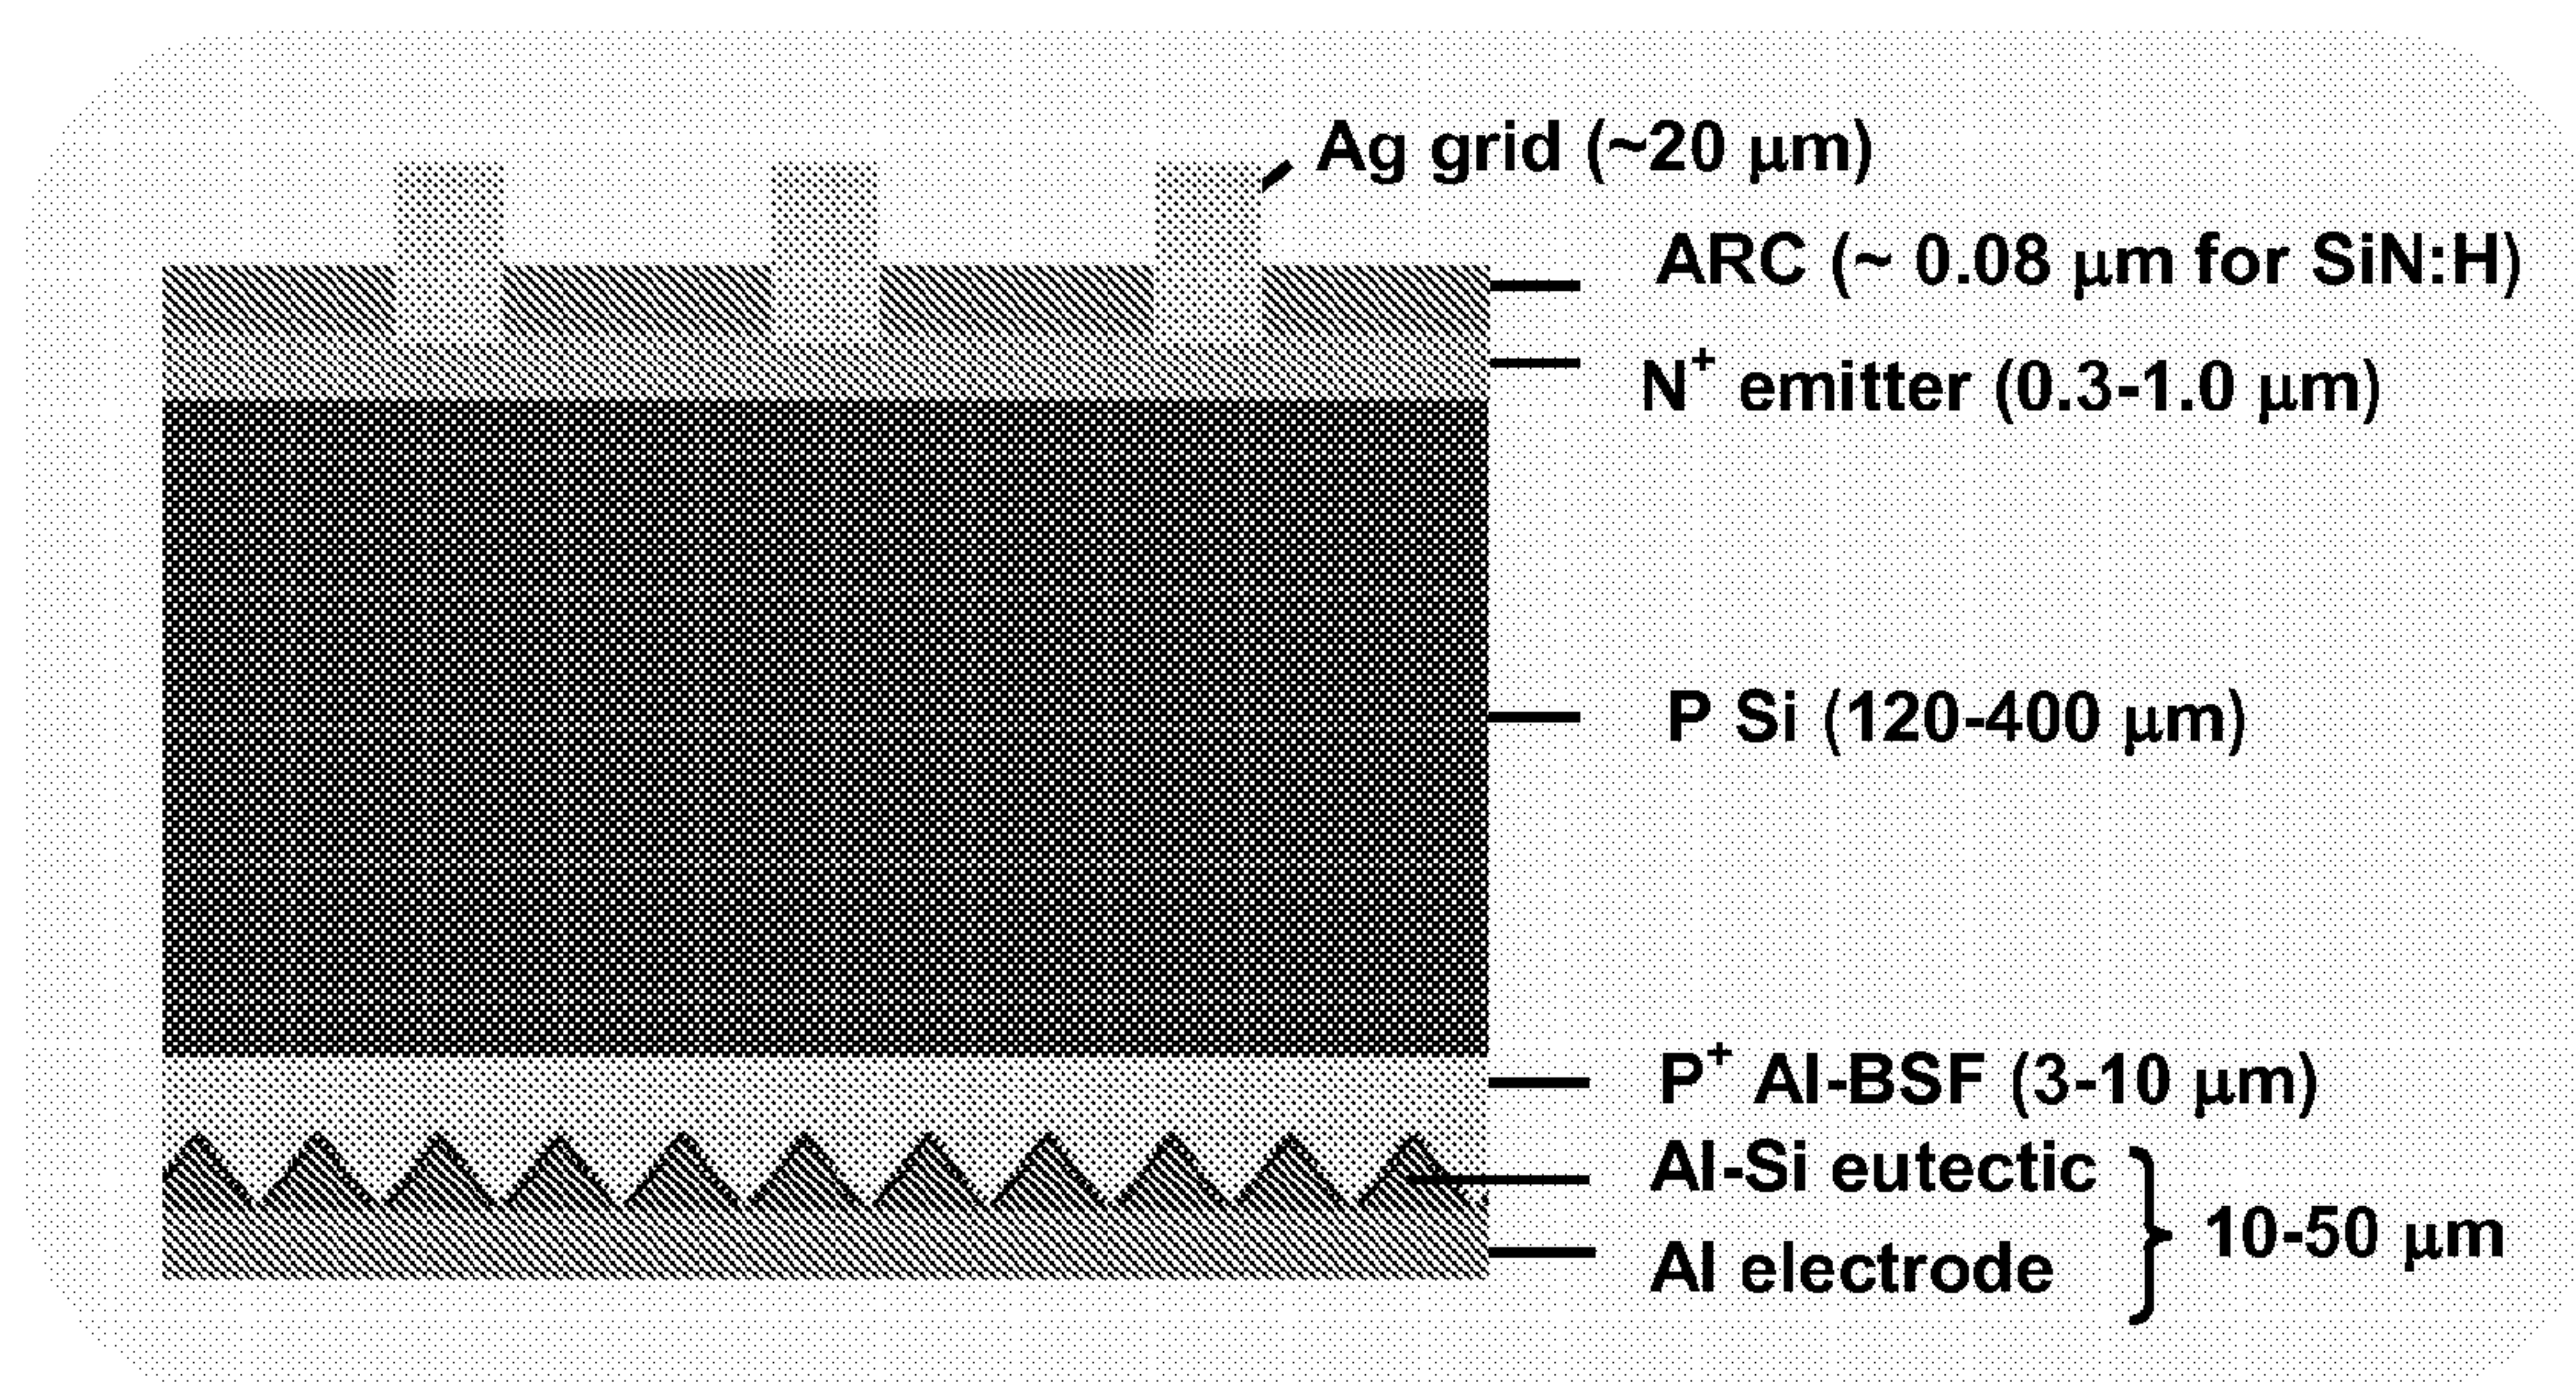 Ag grid (~20 μm)
ARC (~ 0.08 μm for SiN:H)
N⁺ emitter (0.3-1.0 μm)
P Si (120-400 μm)
P⁺ Al-BSF (3-10 μm)
Al-Si eutectic
10-50 μm
Al electrode